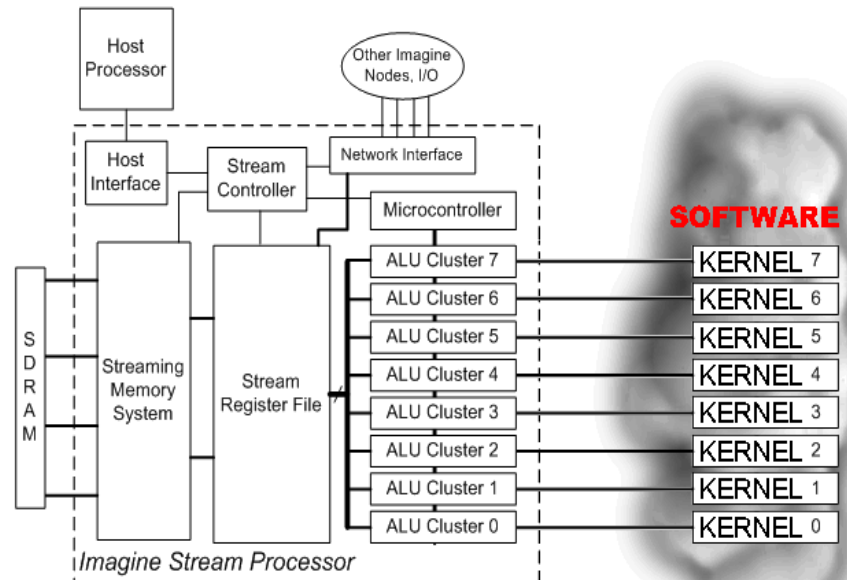 Host
Processor
Other Imagine
Nodes, I/O
Host
Interface
Stream
Controller
Network Interface
Microcontroller
SOFTWARE
ALU Cluster 7
KERNEL 7
ALU Cluster 6
KERNEL 6
ALU Cluster 5
KERNEL 5
ALU Cluster 4
KERNEL 4
ALU Cluster 3
KERNEL 3
ALU Cluster 2
KERNEL 2
ALU Cluster 1
KERNEL 1
ALU Cluster 0
KERNEL 0
SDRAM
Streaming
Memory
System
Stream
Register File
Imagine Stream Processor